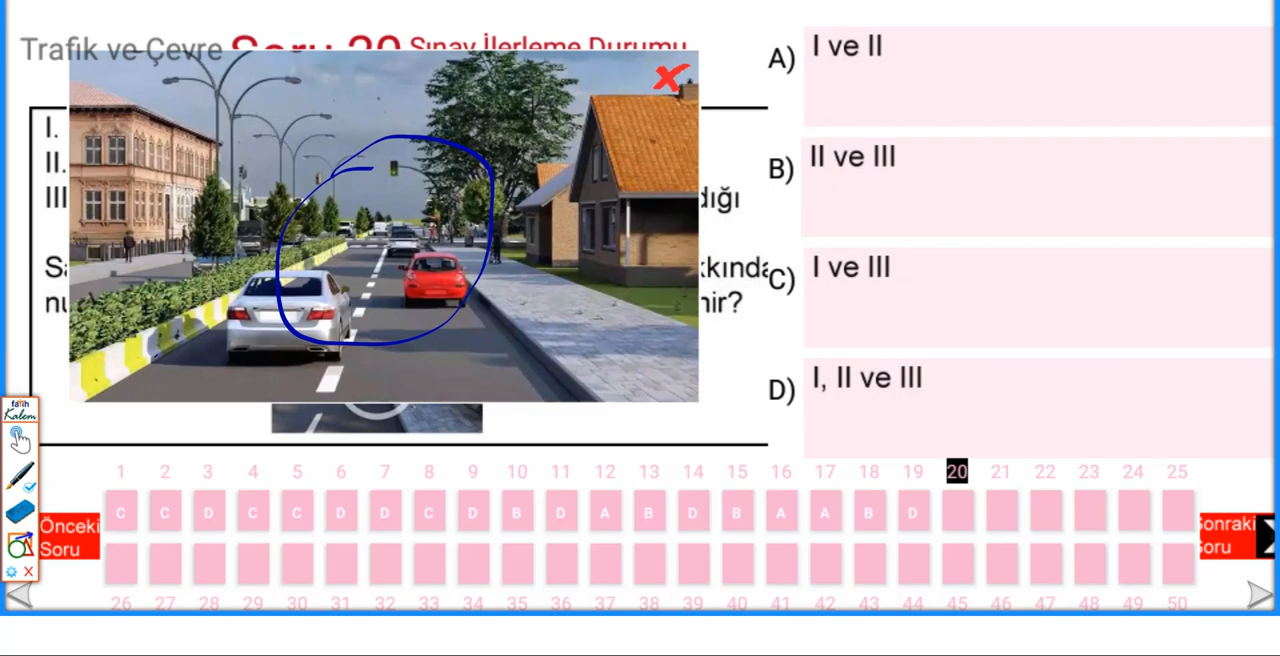 Trafik ve Çevre Soru 20 Sınav İlerleme Durumu
I.
II.
III
dığı
kkında
nu
nir?
A) I ve II
B) II ve III
C) I ve III
D) I, II ve III
fatih
Kalem
1 2 3 4 5 6 7 8 9 10 11 12 13 14 15 16 17 18 19 20 21 22 23 24 25
C C D C C D D C D B D A B D B A A B D
Önceki
Soru
Sonraki
Soru
26 27 28 29 30 31 32 33 34 35 36 37 38 39 40 41 42 43 44 45 46 47 48 49 50